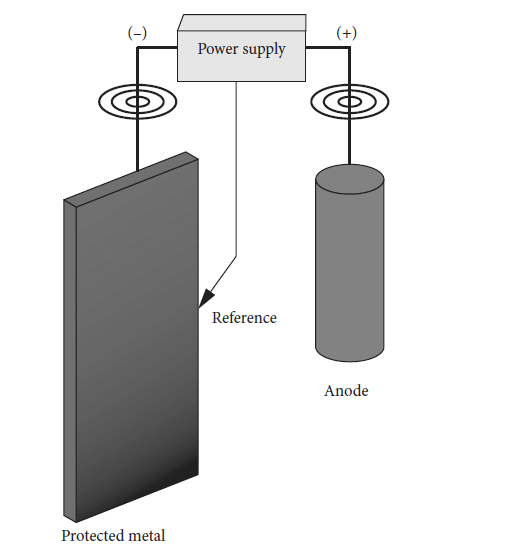 (–)
Power supply
(+)
Reference
Anode
Protected metal